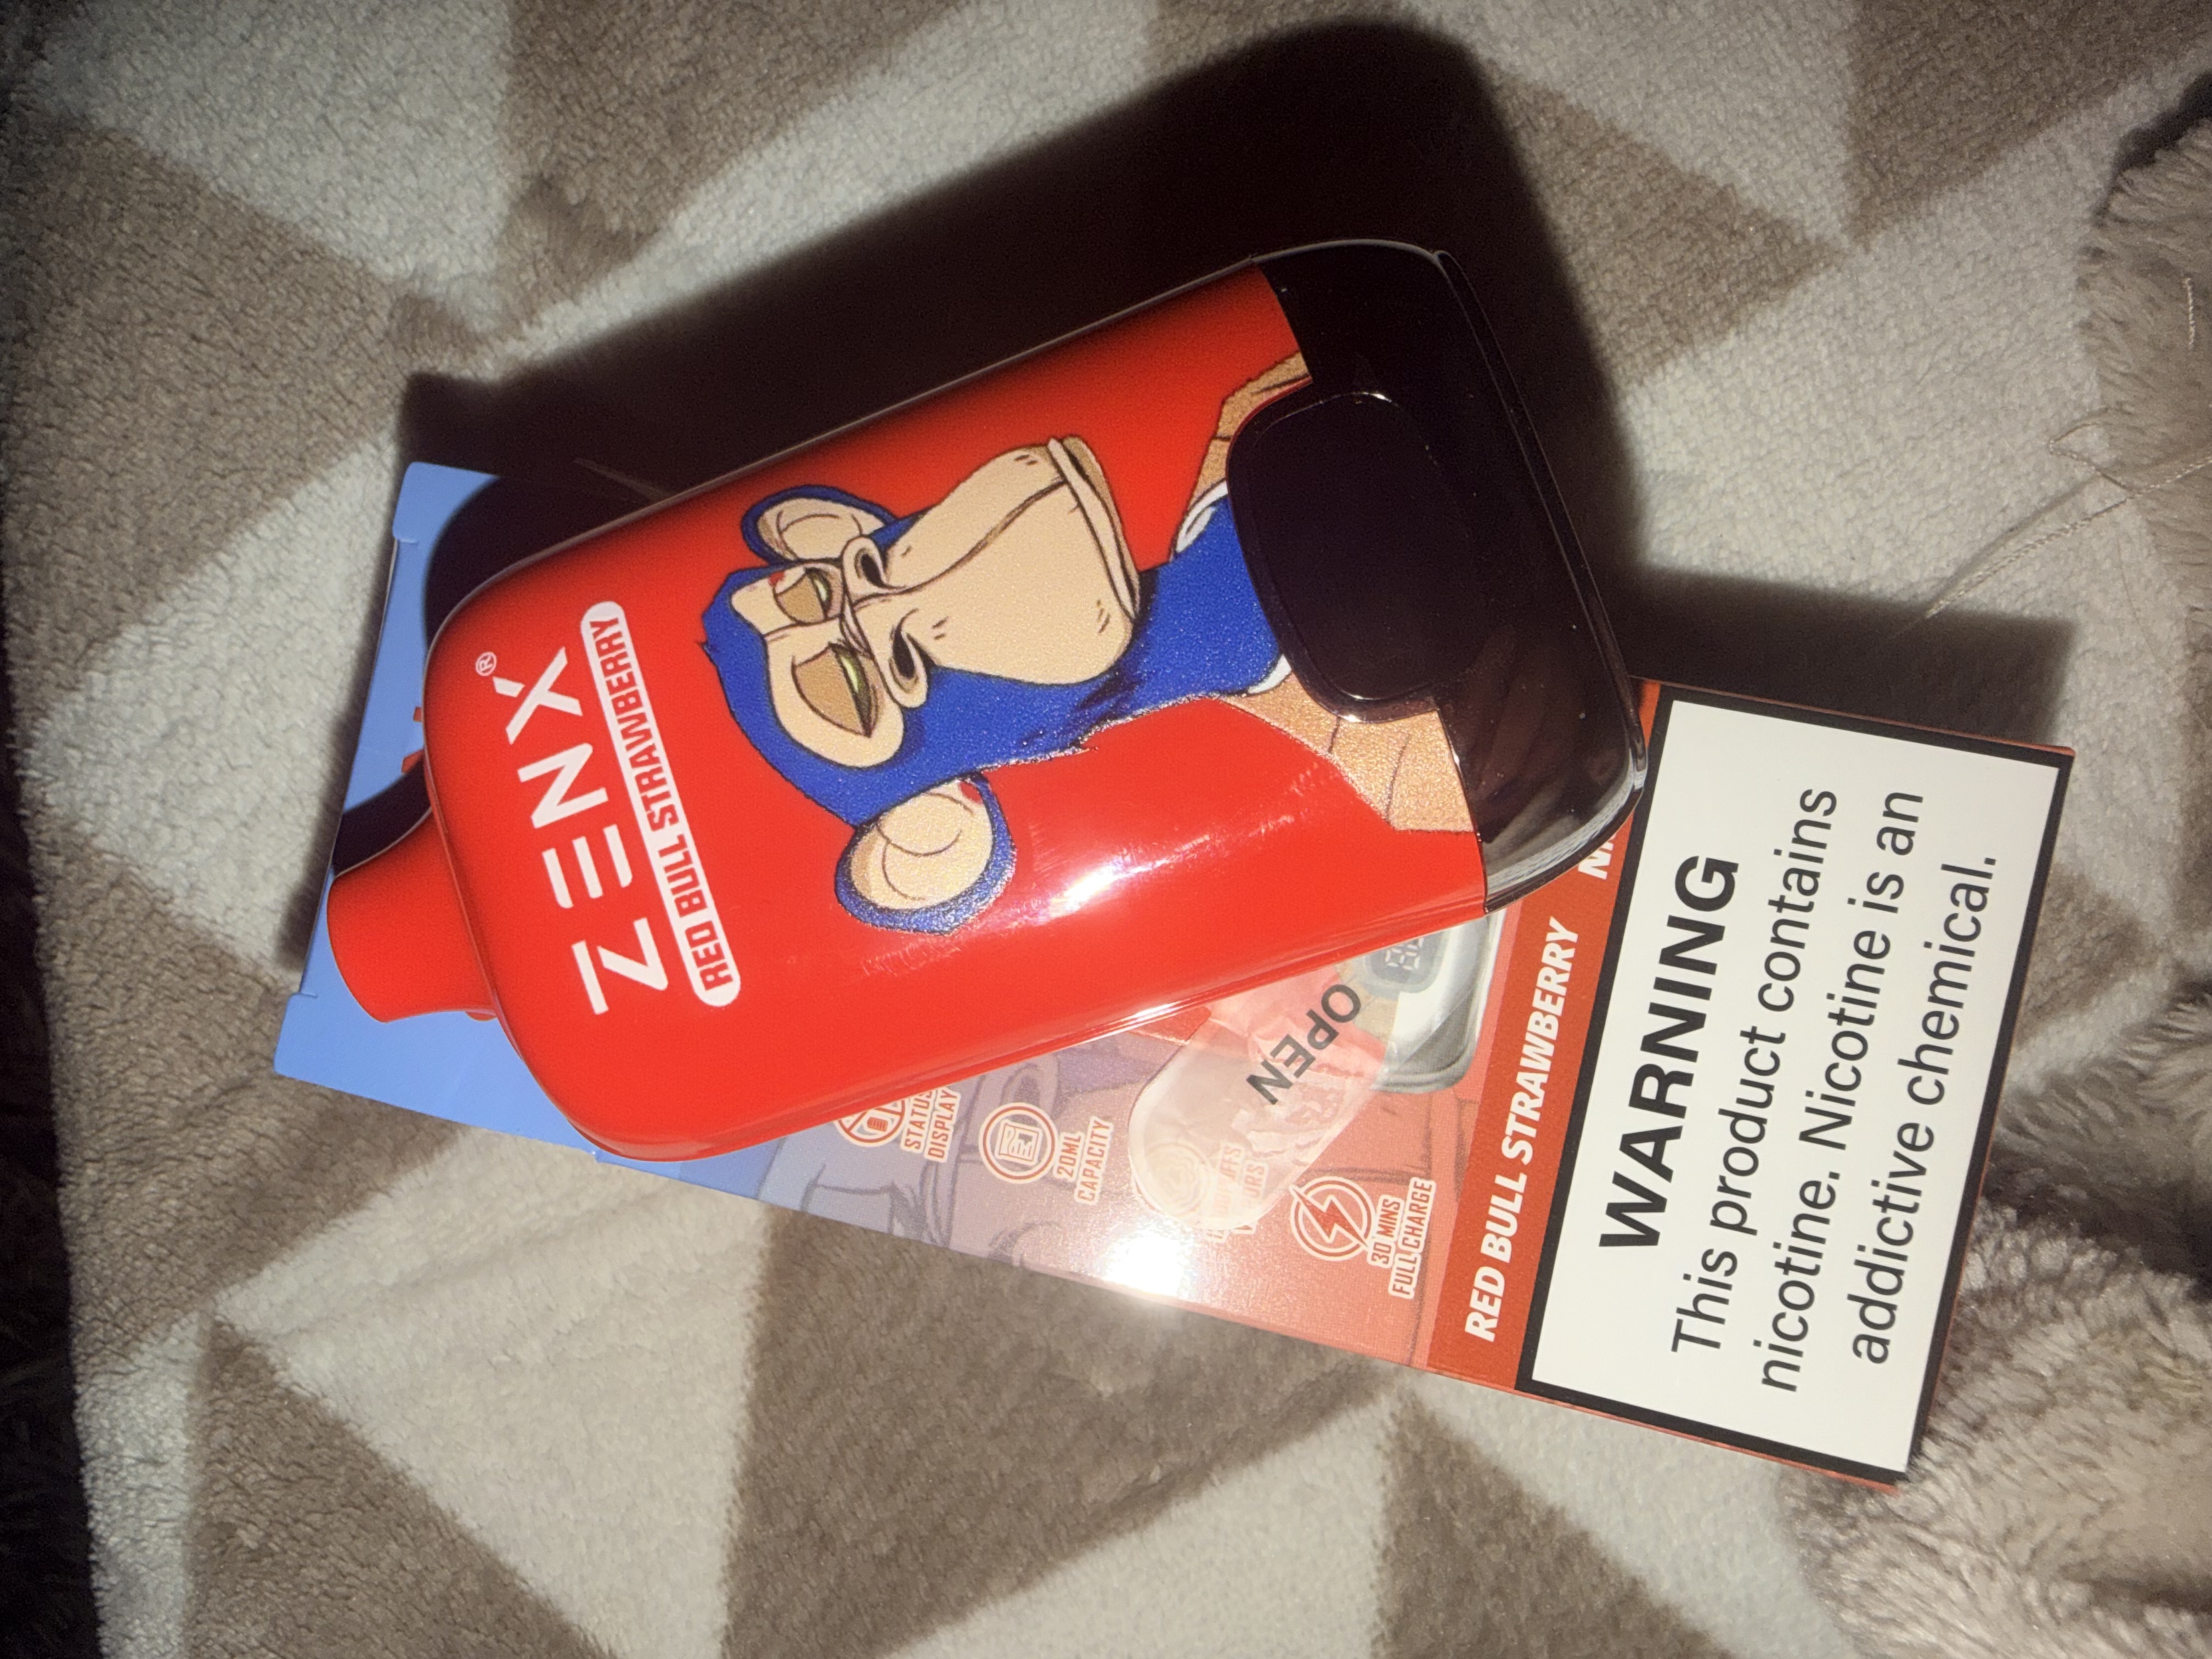 ZENX®
RED BULL STRAWBERRY
STATUS
DISPLAY
20ML
CAPACITY
OPEN
30 MINS
FULL CHARGE
RED BULL STRAWBERRY
WARNING
This product contains
nicotine. Nicotine is an
addictive chemical.